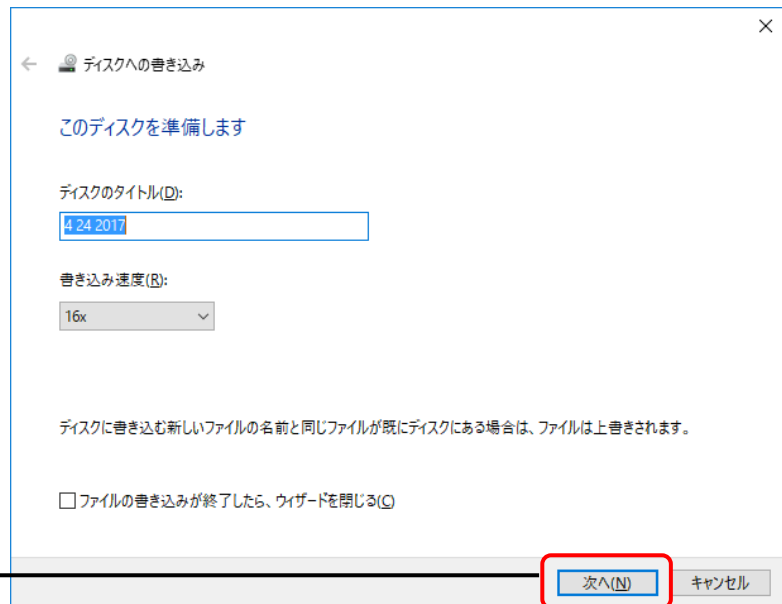 ディスクへの書き込み
このディスクを準備します
ディスクのタイトル(D):
4 24 2017
書き込み速度(R):
16x
ディスクに書き込む新しいファイルの名前と同じファイルが既にディスクにある場合は、ファイルは上書きされます。
ファイルの書き込みが終了したら、ウィザードを閉じる(C)
次へ(N) キャンセル